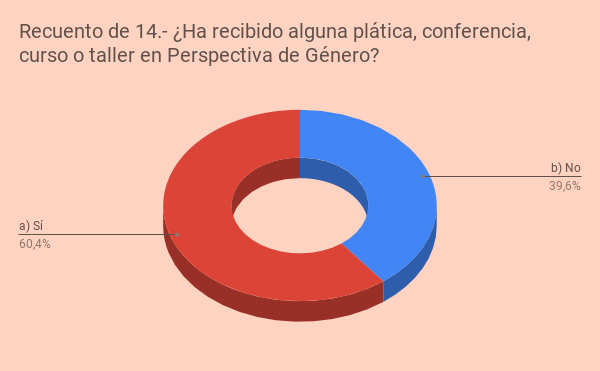 Recuento de 14.- ¿Ha recibido alguna plática, conferencia,
curso o taller en Perspectiva de Género?
b) No
39,6%
a) Sí
60,4%